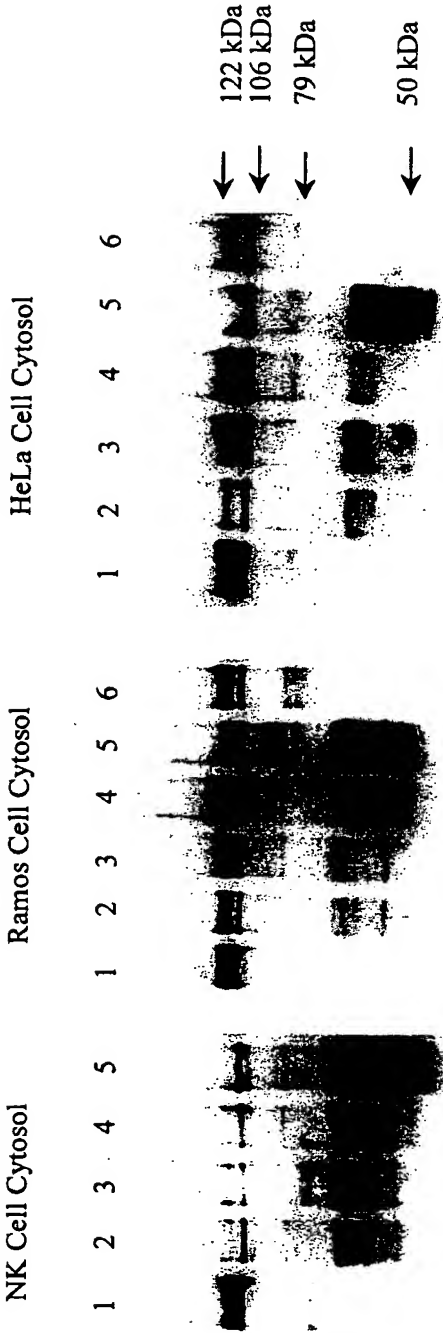 NK Cell Cytosol
1 2 3 4 5
Ramos Cell Cytosol
1 2 3 4 5 6
HeLa Cell Cytosol
1 2 3 4 5 6
122 kDa
106 kDa
79 kDa
50 kDa